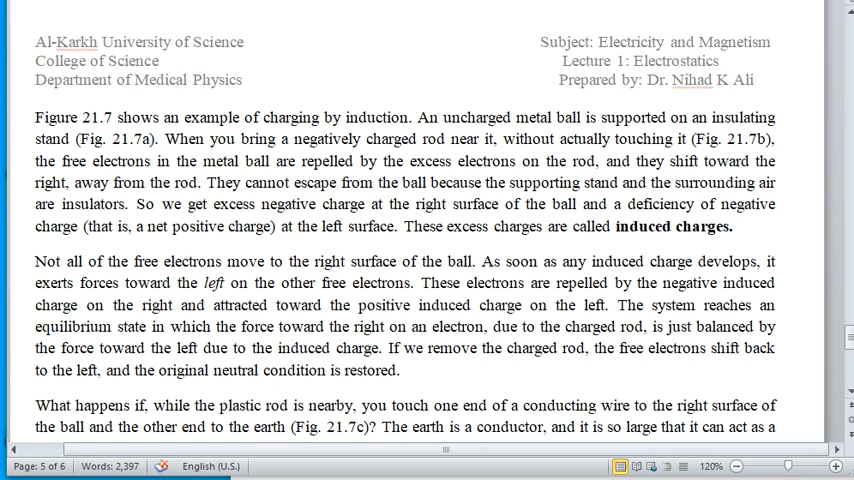 Al-Karkh University of Science
Subject: Electricity and Magnetism
College of Science
Lecture 1: Electrostatics
Department of Medical Physics
Prepared by: Dr. Nihad K Ali
Figure 21.7 shows an example of charging by induction. An uncharged metal ball is supported on an insulating
stand (Fig. 21.7a). When you bring a negatively charged rod near it, without actually touching it (Fig. 21.7b),
the free electrons in the metal ball are repelled by the excess electrons on the rod, and they shift toward the
right, away from the rod. They cannot escape from the ball because the supporting stand and the surrounding air
are insulators. So we get excess negative charge at the right surface of the ball and a deficiency of negative
charge (that is, a net positive charge) at the left surface. These excess charges are called induced charges.
Not all of the free electrons move to the right surface of the ball. As soon as any induced charge develops, it
exerts forces toward the left on the other free electrons. These electrons are repelled by the negative induced
charge on the right and attracted toward the positive induced charge on the left. The system reaches an
equilibrium state in which the force toward the right on an electron, due to the charged rod, is just balanced by
the force toward the left due to the induced charge. If we remove the charged rod, the free electrons shift back
to the left, and the original neutral condition is restored.
What happens if, while the plastic rod is nearby, you touch one end of a conducting wire to the right surface of
the ball and the other end to the earth (Fig. 21.7c)? The earth is a conductor, and it is so large that it can act as a
Page: 5 of 6 Words: 2,397 English (U.S.) 120%